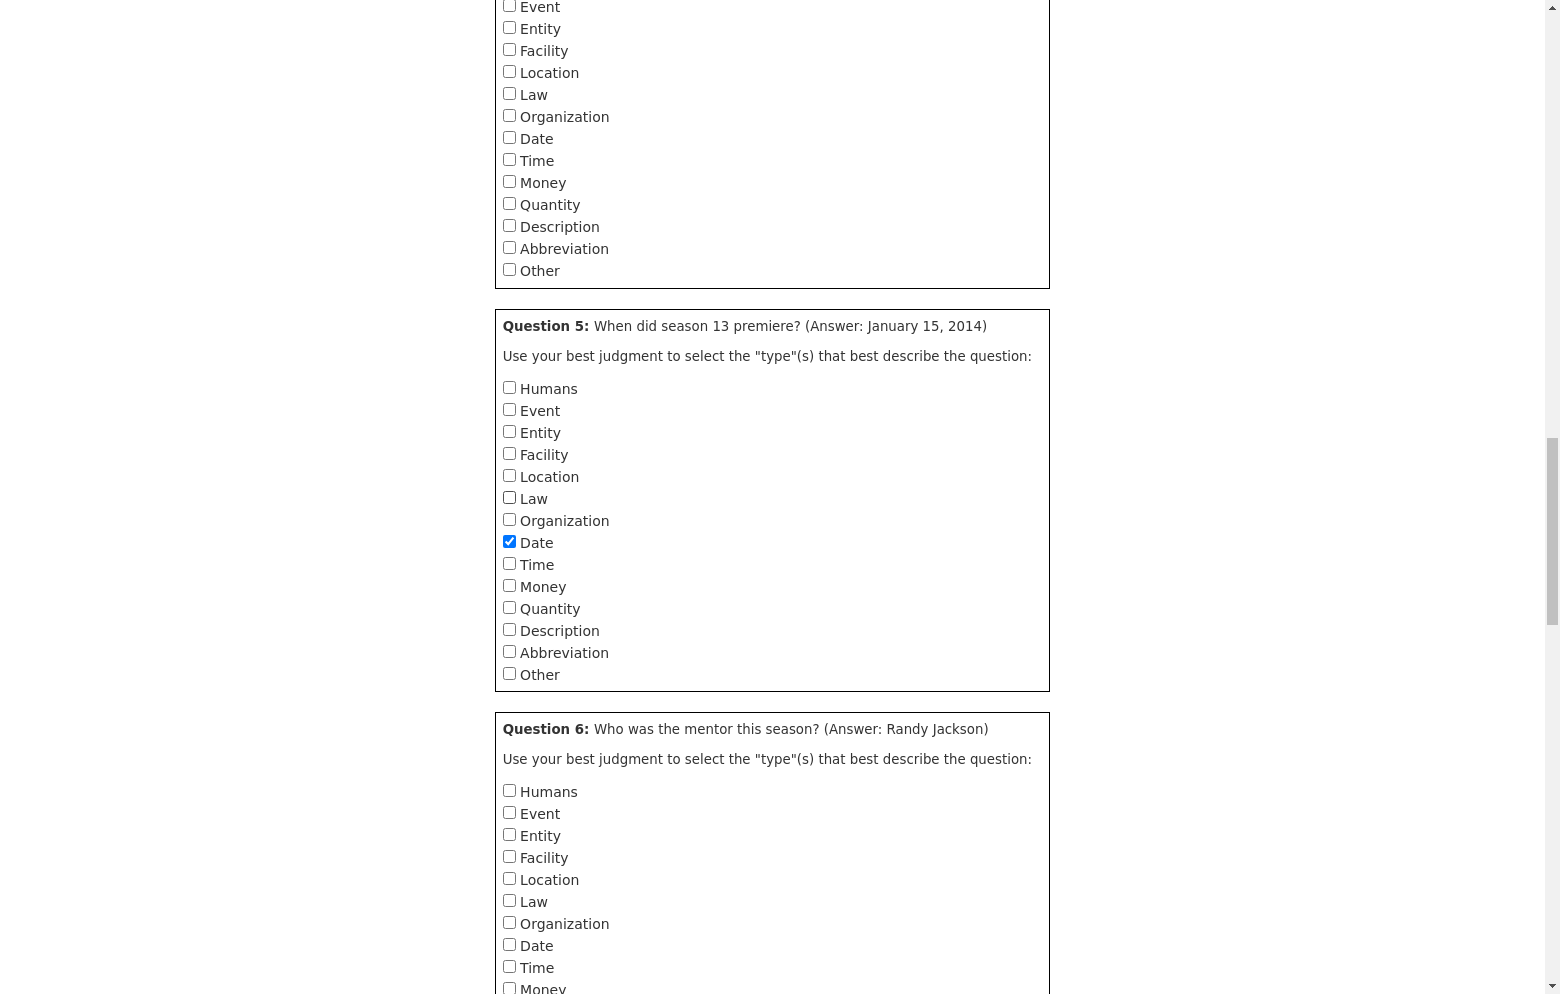 Event
Entity
Facility
Location
Law
Organization
Date
Time
Money
Quantity
Description
Abbreviation
Other
Question 5: When did season 13 premiere? (Answer: January 15, 2014)
Use your best judgment to select the "type"(s) that best describe the question:
Humans
Event
Entity
Facility
Location
Law
Organization
Date
Time
Money
Quantity
Description
Abbreviation
Other
Question 6: Who was the mentor this season? (Answer: Randy Jackson)
Use your best judgment to select the "type"(s) that best describe the question:
Humans
Event
Entity
Facility
Location
Law
Organization
Date
Time
Money